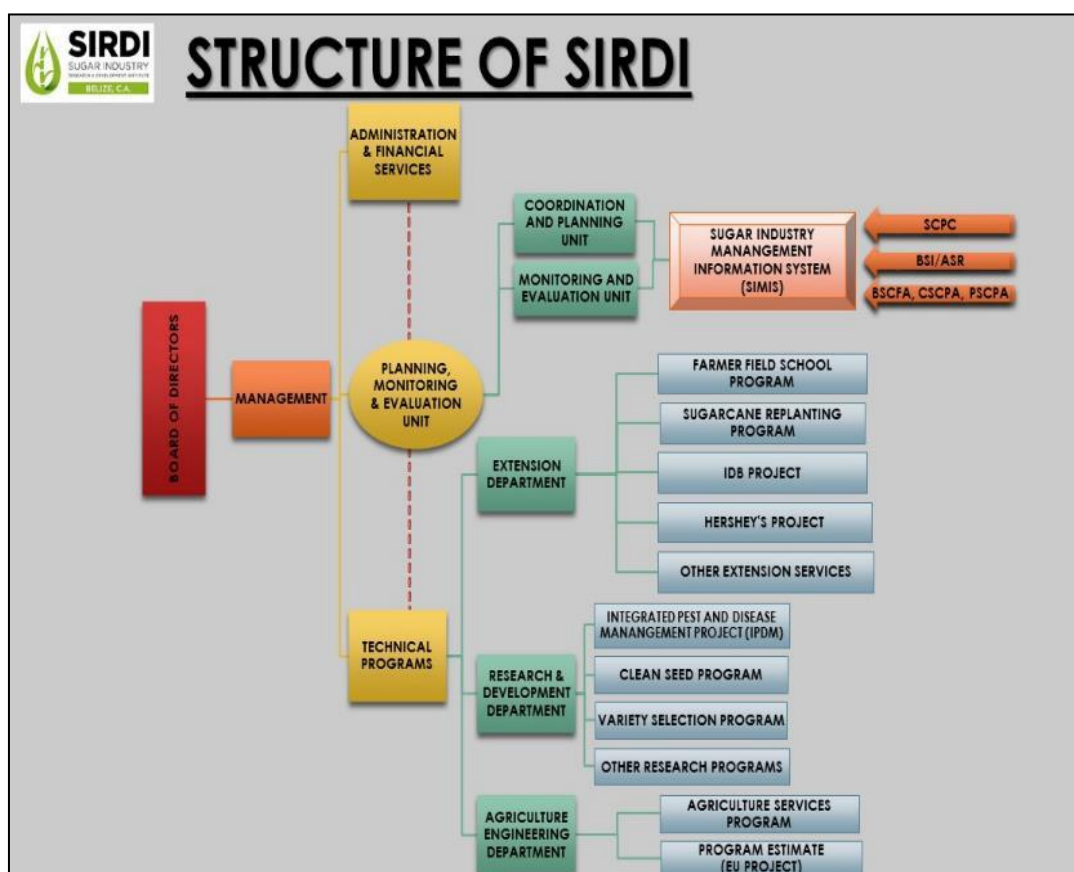 SIRDI
SUGAR INDUSTRY
RESEARCH & DEVELOPMENT INSTITUTE
BELIZE, C.A.
STRUCTURE OF SIRDI
BOARD OF DIRECTORS
MANAGEMENT
ADMINISTRATION
& FINANCIAL
SERVICES
PLANNING,
MONITORING
& EVALUATION
UNIT
TECHNICAL
PROGRAMS
COORDINATION
AND PLANNING
UNIT
MONITORING AND
EVALUATION UNIT
SUGAR INDUSTRY
MANANGEMENT
INFORMATION SYSTEM
(SIMIS)
SCPC
BSI/ASR
BSCFA, CSCPA, PSCPA
EXTENSION
DEPARTMENT
FARMER FIELD SCHOOL
PROGRAM
SUGARCANE REPLANTING
PROGRAM
IDB PROJECT
HERSHEY'S PROJECT
OTHER EXTENSION SERVICES
RESEARCH &
DEVELOPMENT
DEPARTMENT
INTEGRATED PEST AND DISEASE
MANANGEMENT PROJECT (IPDM)
CLEAN SEED PROGRAM
VARIETY SELECTION PROGRAM
OTHER RESEARCH PROGRAMS
AGRICULTURE
ENGINEERING
DEPARTMENT
AGRICULTURE SERVICES
PROGRAM
PROGRAM ESTIMATE
(EU PROJECT)